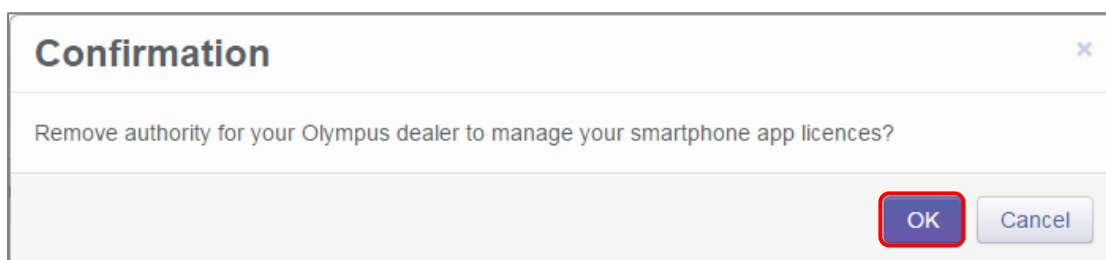 Confirmation
×
Remove authority for your Olympus dealer to manage your smartphone app licences?
OK
Cancel